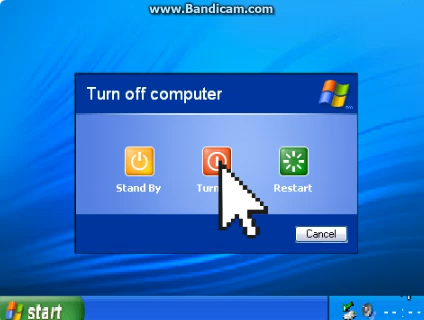 www.Bandicam.com
Turn off computer
Stand By
Turn
Restart
Cancel
start
--:--